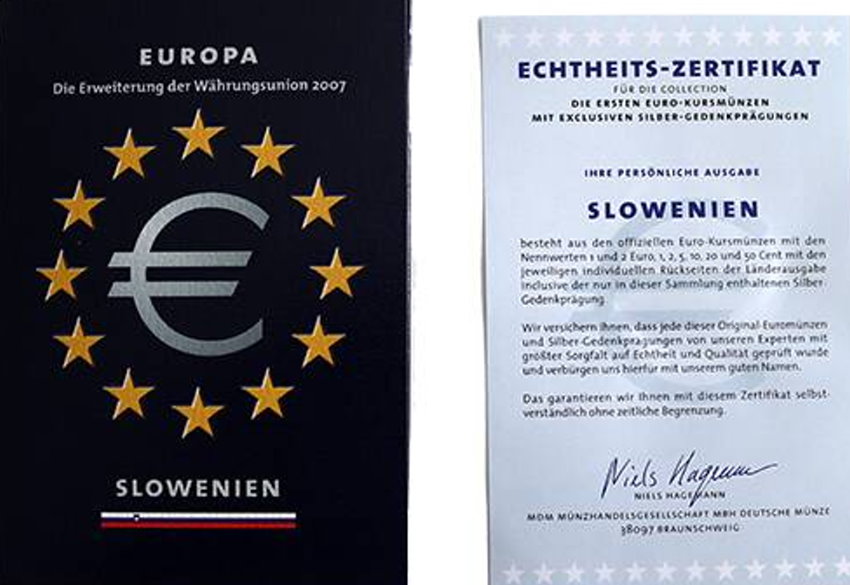 EUROPA
Die Erweiterung der Währungsunion 2007
€
SLOWENIEN
ECHTHEITS-ZERTIFIKAT
FÜR DIE COLLECTION
DIE ERSTEN EURO-KURSMÜNZEN
MIT EXCLUSIVEN SILBER-GEDENKPRÄGUNGEN
IHRE PERSÖNLICHE AUSGABE
SLOWENIEN
besteht aus den offiziellen Euro-Kursmünzen mit den
Nennwerten 1 und 2 Euro, 1, 2, 5, 10, 20 und 50 Cent mit den
jeweiligen individuellen Rückseiten der Länderausgabe
inclusive der nur in dieser Sammlung enthaltenen Silber-
Gedenkprägung.
Wir versichern Ihnen, dass jede dieser Original-Euromünzen
und Silber-Gedenkprägungen von unseren Experten mit
größter Sorgfalt auf Echtheit und Qualität geprüft wurde
und verbürgen uns hierfür mit unserem guten Namen.
Das garantieren wir Ihnen mit diesem Zertifikat selbst-
verständlich ohne zeitliche Begrenzung.
Niels Hagemann
NIELS HAGEMANN
MDM MÜNZHANDELSGESELLSCHAFT MBH DEUTSCHE MÜNZE
38097 BRAUNSCHWEIG